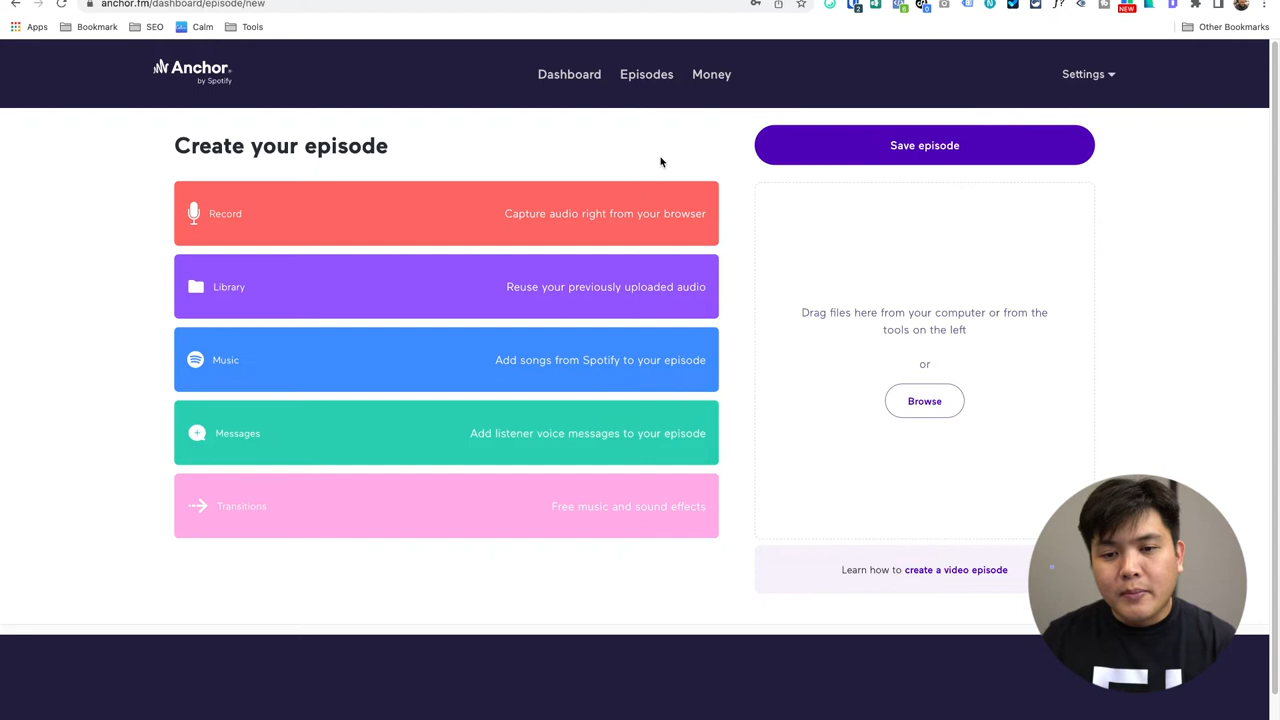 anchor.fm/dashboard/episode/new
Apps Bookmark SEO Calm Tools Other Bookmarks
NEW
Anchor
by Spotify
Dashboard Episodes Money Settings
Create your episode
Save episode
Record Capture audio right from your browser
Library Reuse your previously uploaded audio
Music Add songs from Spotify to your episode
Messages Add listener voice messages to your episode
Transitions Free music and sound effects
Drag files here from your computer or from the
tools on the left
or
Browse
Learn how to create a video episode